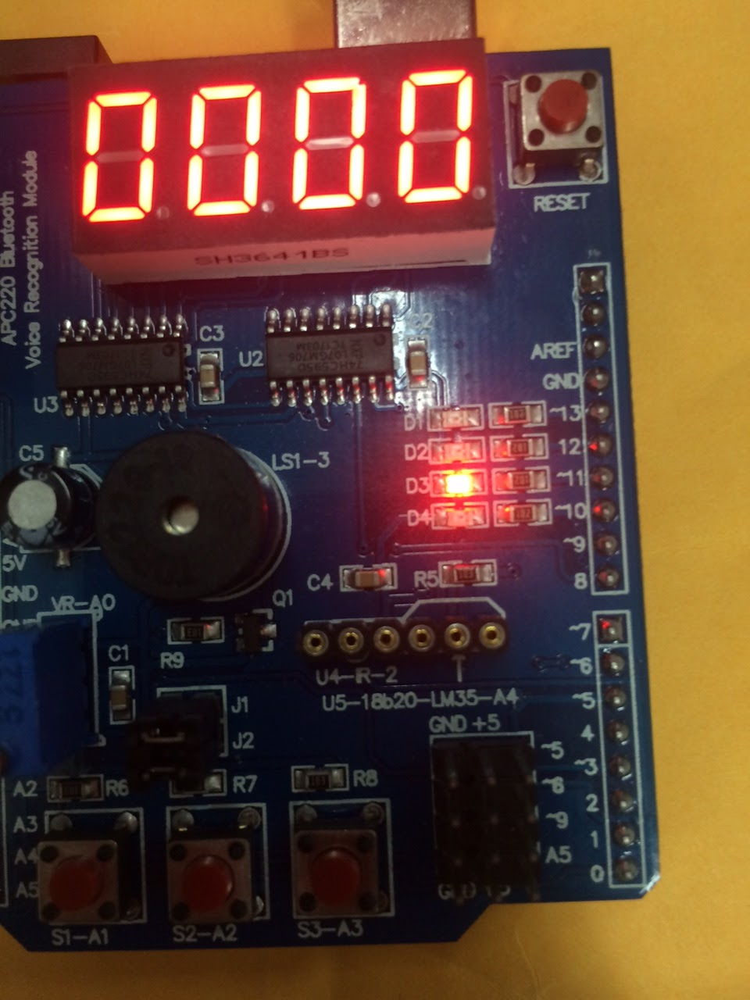 0000
RESET
SH3641BS
APC220 Bluetooth
Voice Recognition Module
C3
U2
C2
AREF
GND
U3
74HC595D
L07GM706
D1
~13
C5
LS1-3
D2
12
D3
~11
D4
~10
~9
5V
C4
R5
8
GND
VR-A0
Q1
~7
R9
C1
U4-IR-2
~6
U5-18b20-LM35-A4
J1
5
GND +5
4
J2
~5
~3
A2
R6
R7
R8
~6
2
A3
~9
1
A4
A5
0
A5
S1-A1
S2-A2
S3-A3